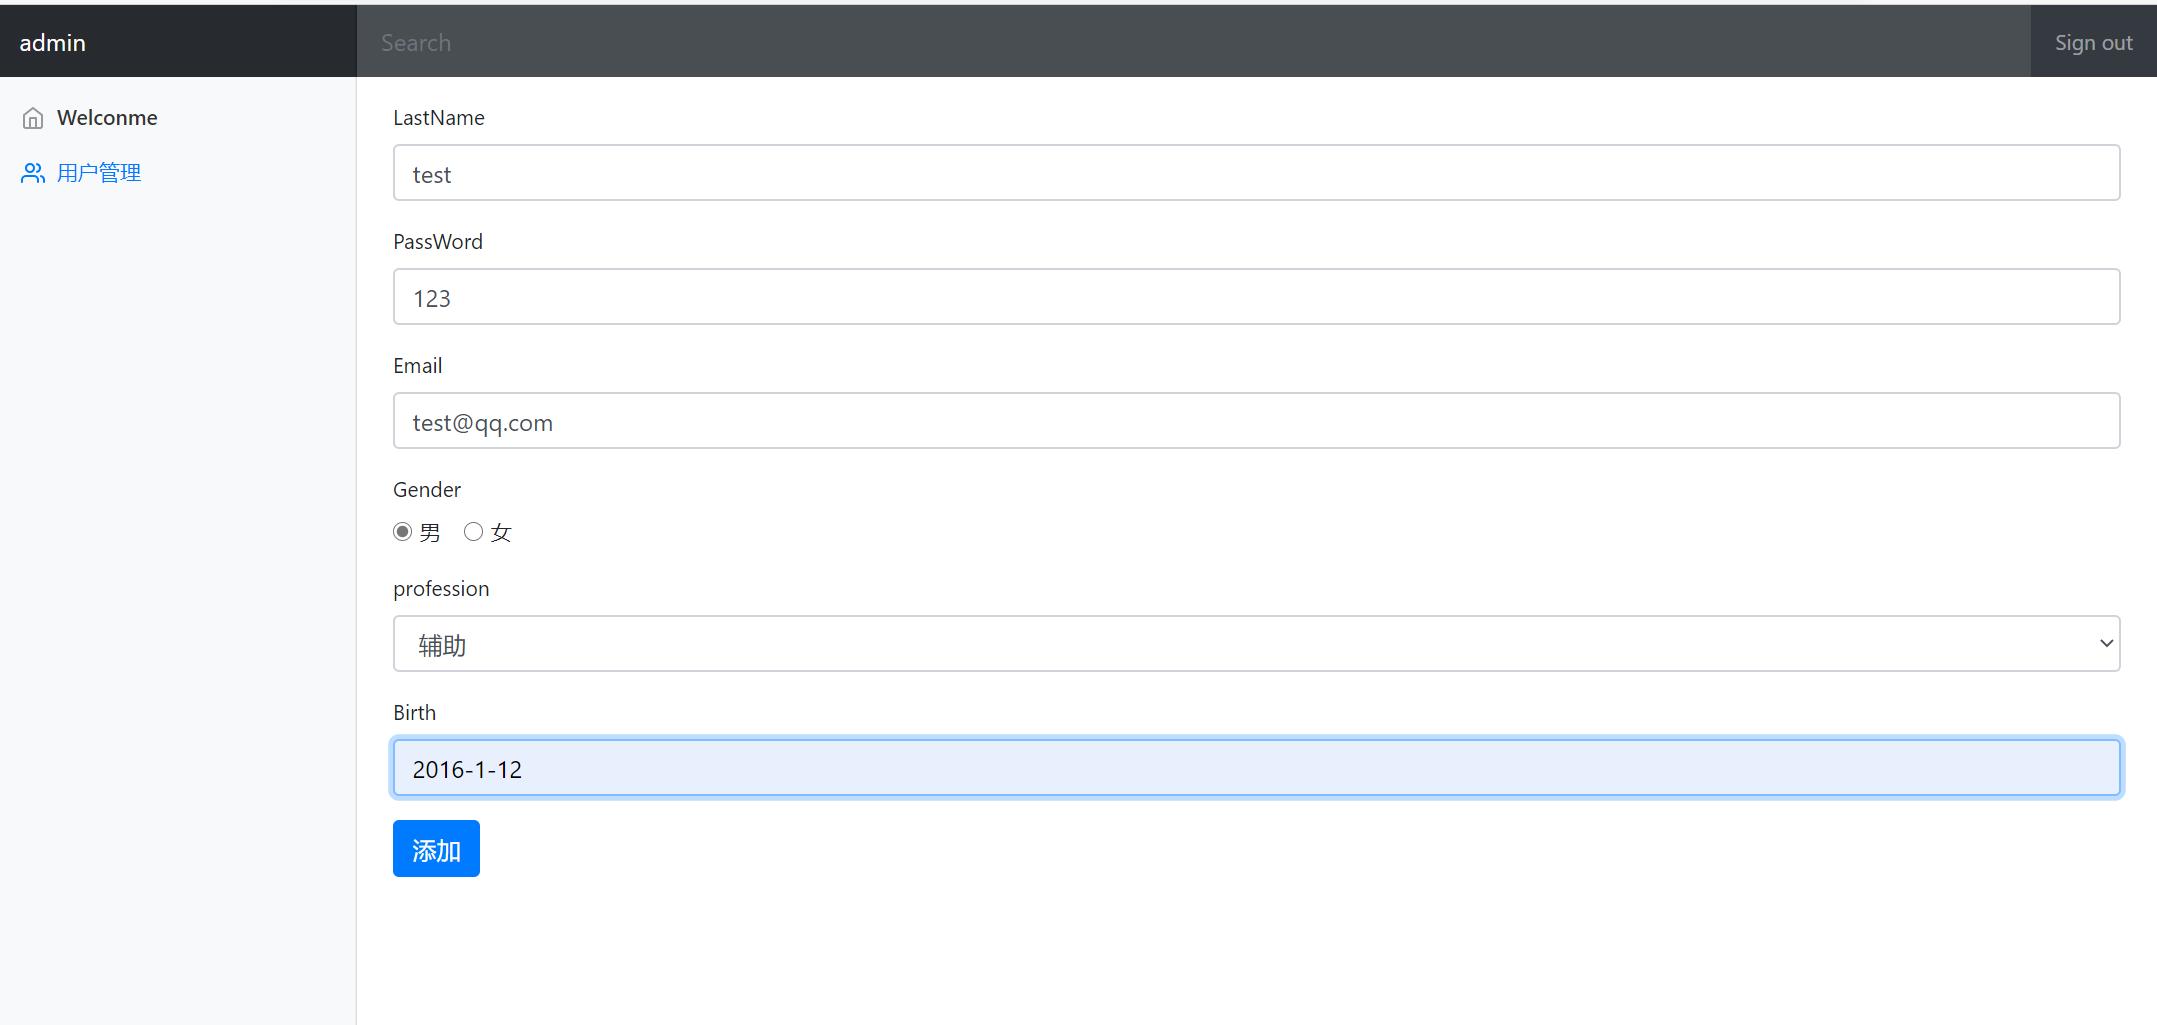 admin
Search
Sign out
Welconme
用户管理
LastName
test
PassWord
123
Email
test@qq.com
Gender
男 女
profession
辅助
Birth
2016-1-12
添加